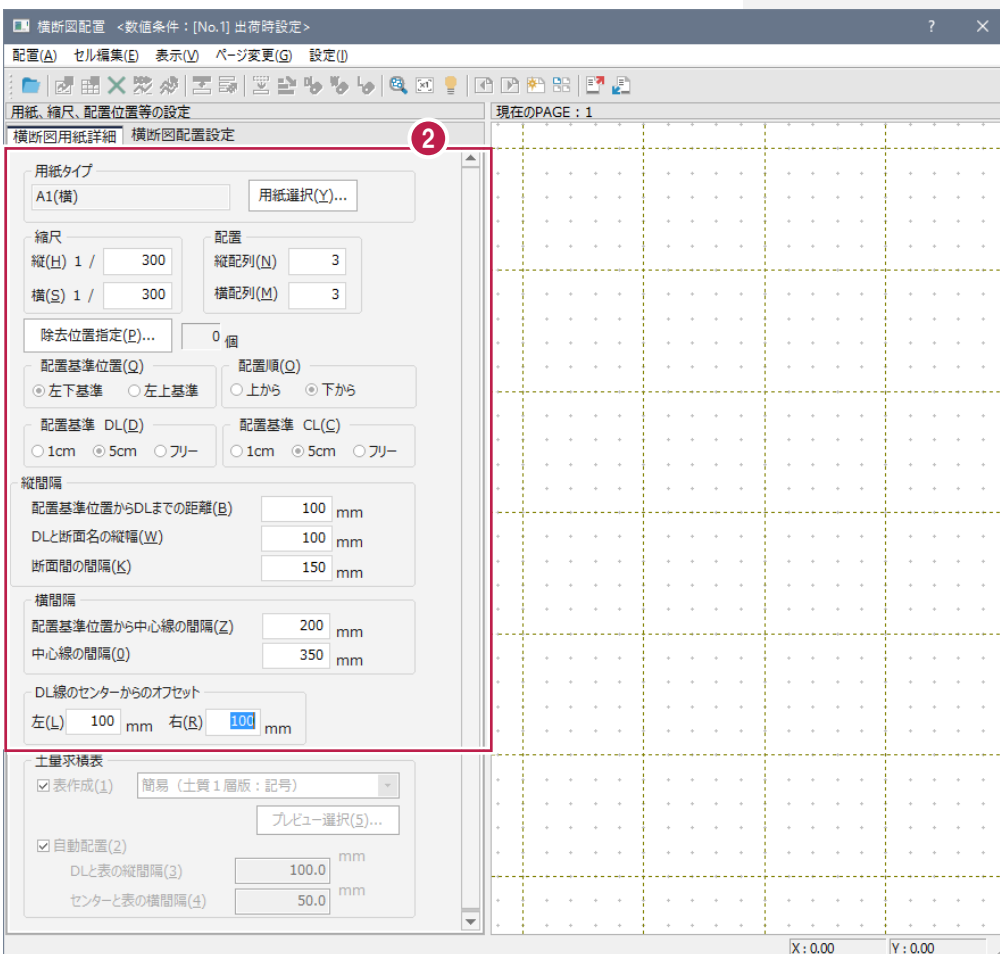 横断図配置 <数値条件：[No.1] 出荷時設定> ? ×
配置(A) セル編集(E) 表示(V) ページ変更(G) 設定(I)
用紙、縮尺、配置位置等の設定
現在のPAGE : 1
横断図用紙詳細 横断図配置設定
2
用紙タイプ
A1(横) 用紙選択(Y)...
縮尺 配置
縦(H) 1 / 300 縦配列(N) 3
横(S) 1 / 300 横配列(M) 3
除去位置指定(P)... 0 個
配置基準位置(Q) 配置順(O)
左下基準 左上基準 上から 下から
配置基準 DL(D) 配置基準 CL(C)
1cm 5cm フリー 1cm 5cm フリー
縦間隔
配置基準位置からDLまでの距離(B) 100 mm
DLと断面名の縦幅(W) 100 mm
断面間の間隔(K) 150 mm
横間隔
配置基準位置から中心線の間隔(Z) 200 mm
中心線の間隔(0) 350 mm
DL線のセンターからのオフセット
左(L) 100 mm 右(R) 100 mm
土量求積表
表作成(1) 簡易（土質１層版：記号）
プレビュー選択(5)...
自動配置(2)
DLと表の縦間隔(3) 100.0 mm
センターと表の横間隔(4) 50.0 mm
X : 0.00 Y : 0.00